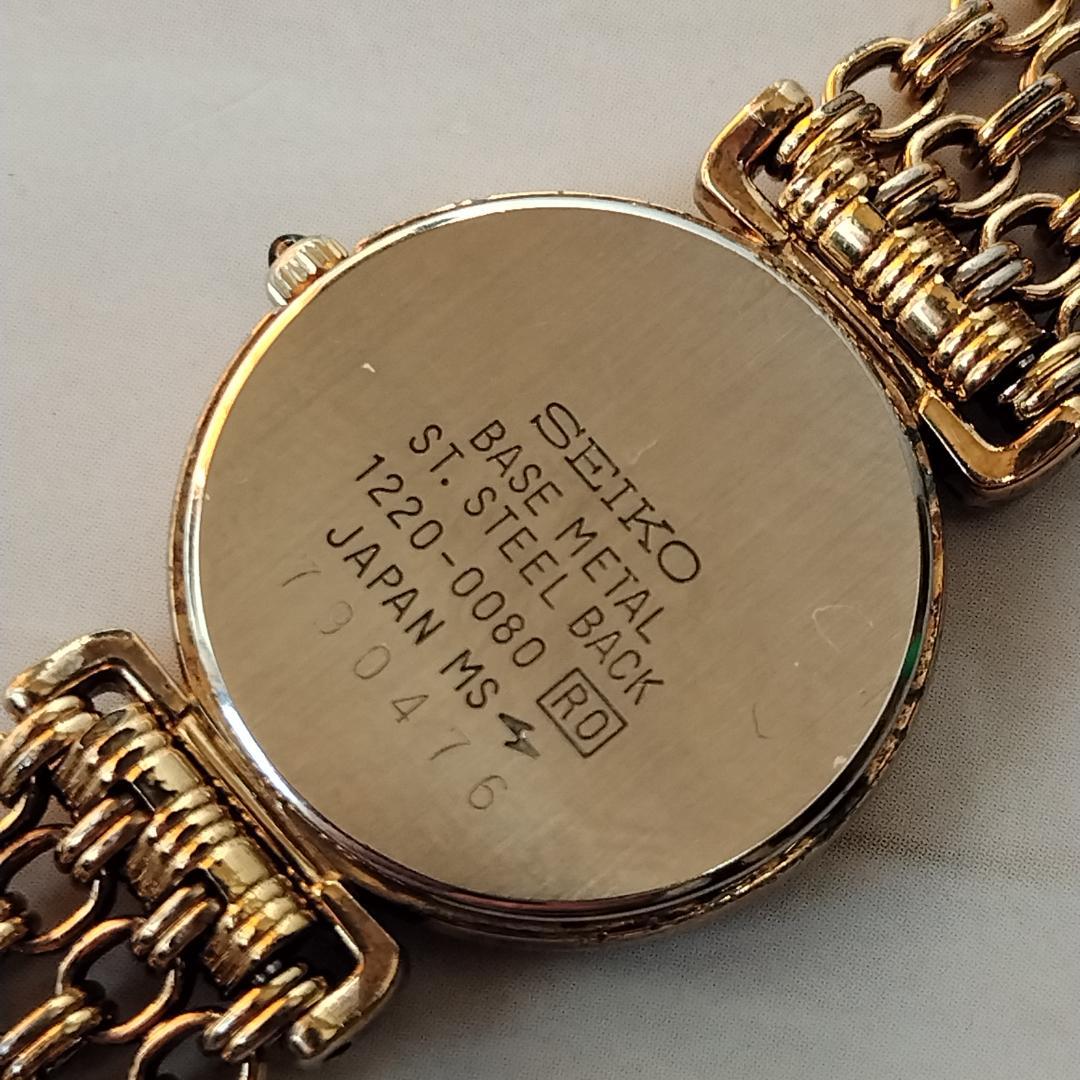 SEIKO
BASE METAL
ST. STEEL BACK
1220-0080 RO
JAPAN MS
790476